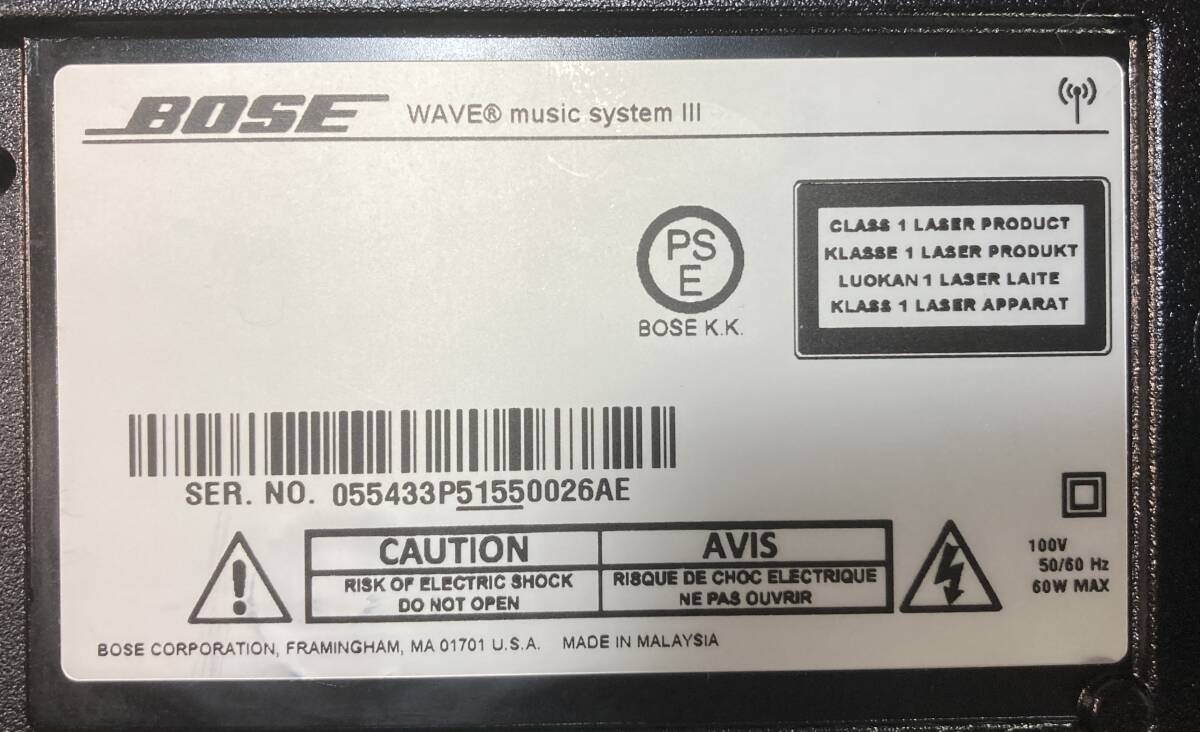 BOSE WAVE® music system III
PS
E
BOSE K.K.
CLASS 1 LASER PRODUCT
KLASSE 1 LASER PRODUKT
LUOKAN 1 LASER LAITE
KLASS 1 LASER APPARAT
SER. NO. 055433P51550026AE
CAUTION
RISK OF ELECTRIC SHOCK
DO NOT OPEN
AVIS
RISQUE DE CHOC ELECTRIQUE
NE PAS OUVRIR
100V
50/60 Hz
60W MAX
BOSE CORPORATION, FRAMINGHAM, MA 01701 U.S.A. MADE IN MALAYSIA